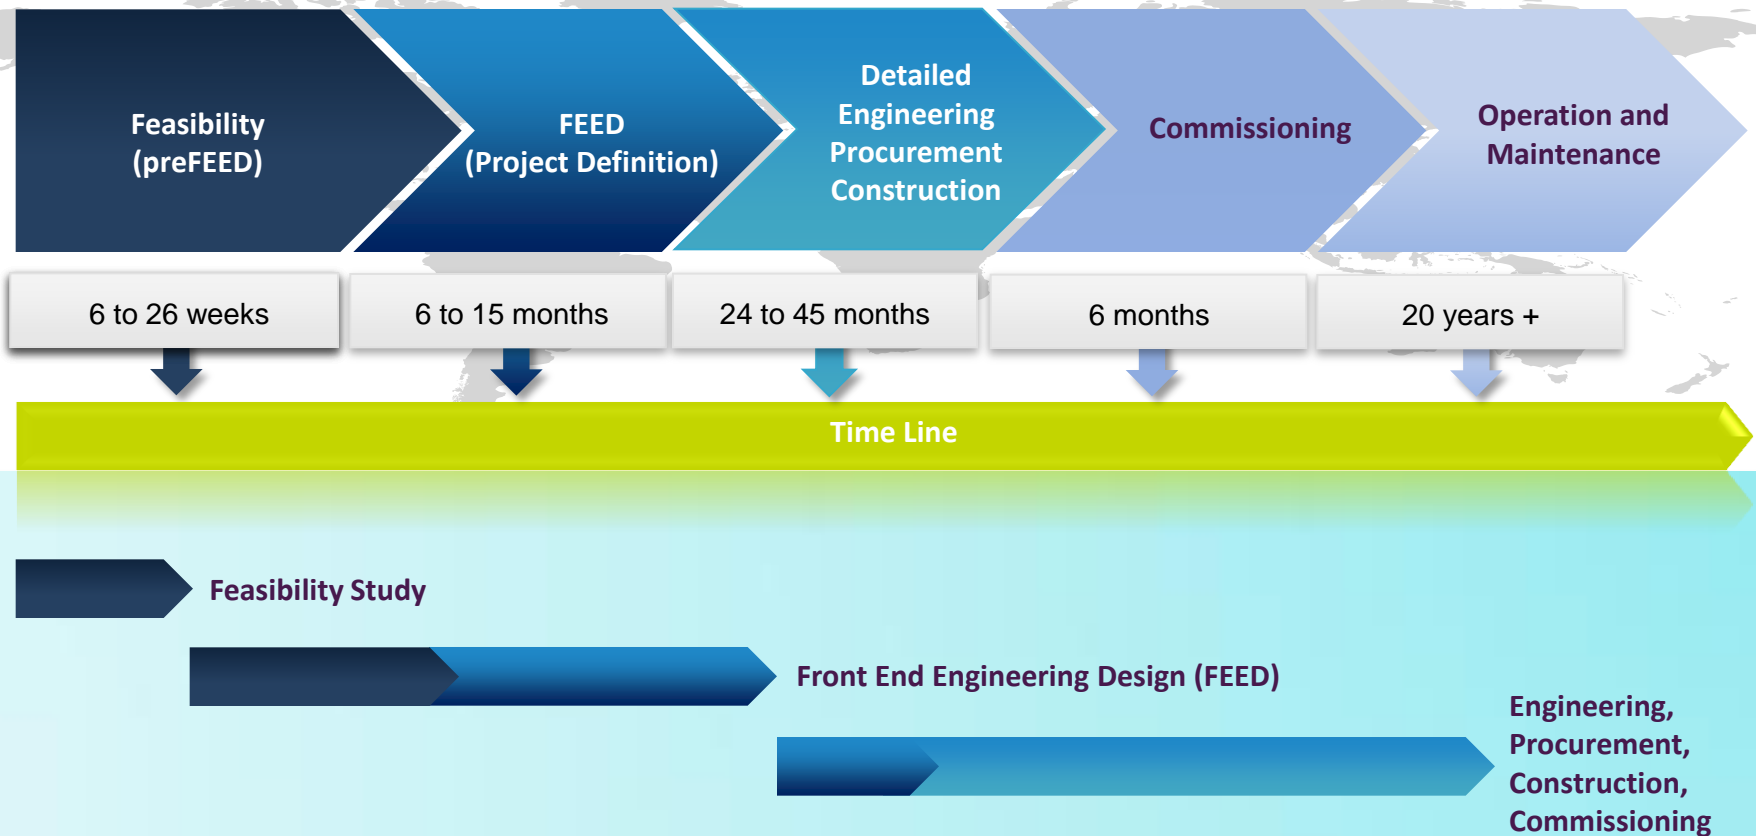 Feasibility
(preFEED)
FEED
(Project Definition)
Detailed
Engineering
Procurement
Construction
Commissioning
Operation and
Maintenance
6 to 26 weeks
6 to 15 months
24 to 45 months
6 months
20 years +
Time Line
Feasibility Study
Front End Engineering Design (FEED)
Engineering,
Procurement,
Construction,
Commissioning